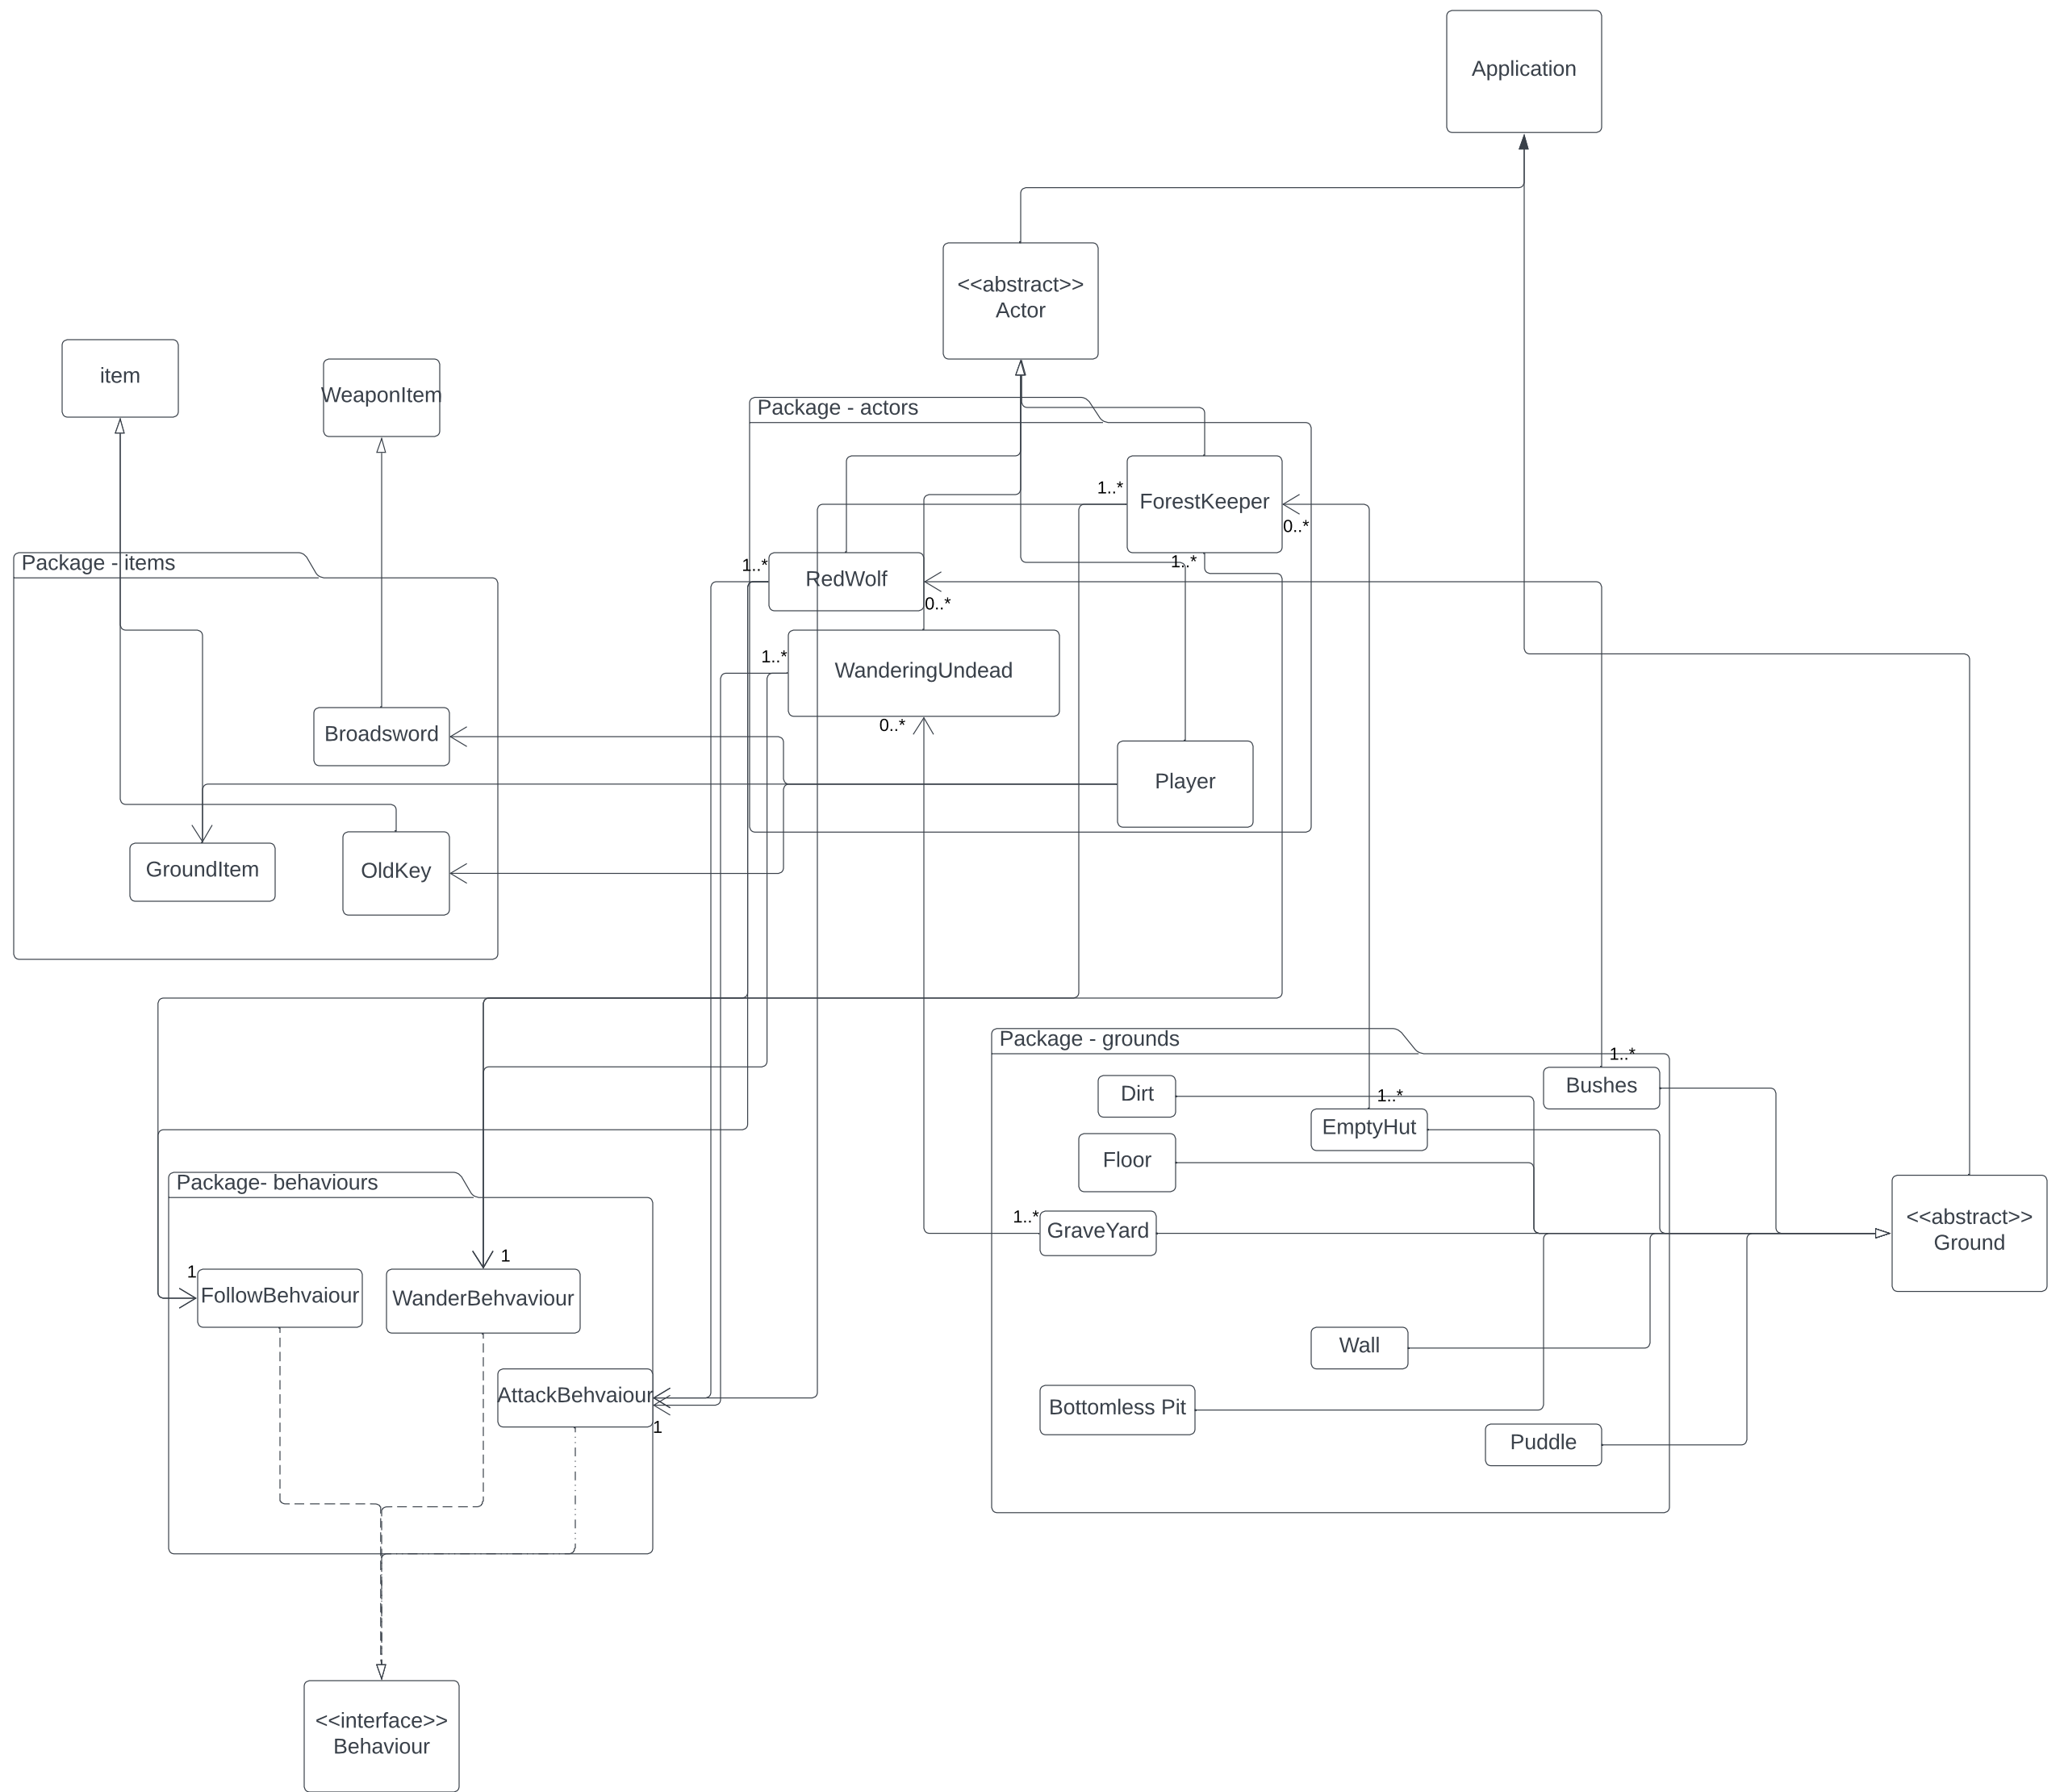 Application
<<abstract>>
Actor
item
WeaponItem
Package - actors
1..*
ForestKeeper
0..*
Package - items
1..*
1..*
RedWolf
0..*
1..*
WanderingUndead
0..*
Broadsword
Player
GroundItem
OldKey
Package - grounds
1..*
Dirt
Bushes
1..*
EmptyHut
Floor
Package- behaviours
1..*
GraveYard
<<abstract>>
Ground
1
1
FollowBehvaiour
WanderBehvaviour
Wall
AttackBehvaiour
1
Bottomless Pit
Puddle
<<interface>>
Behaviour